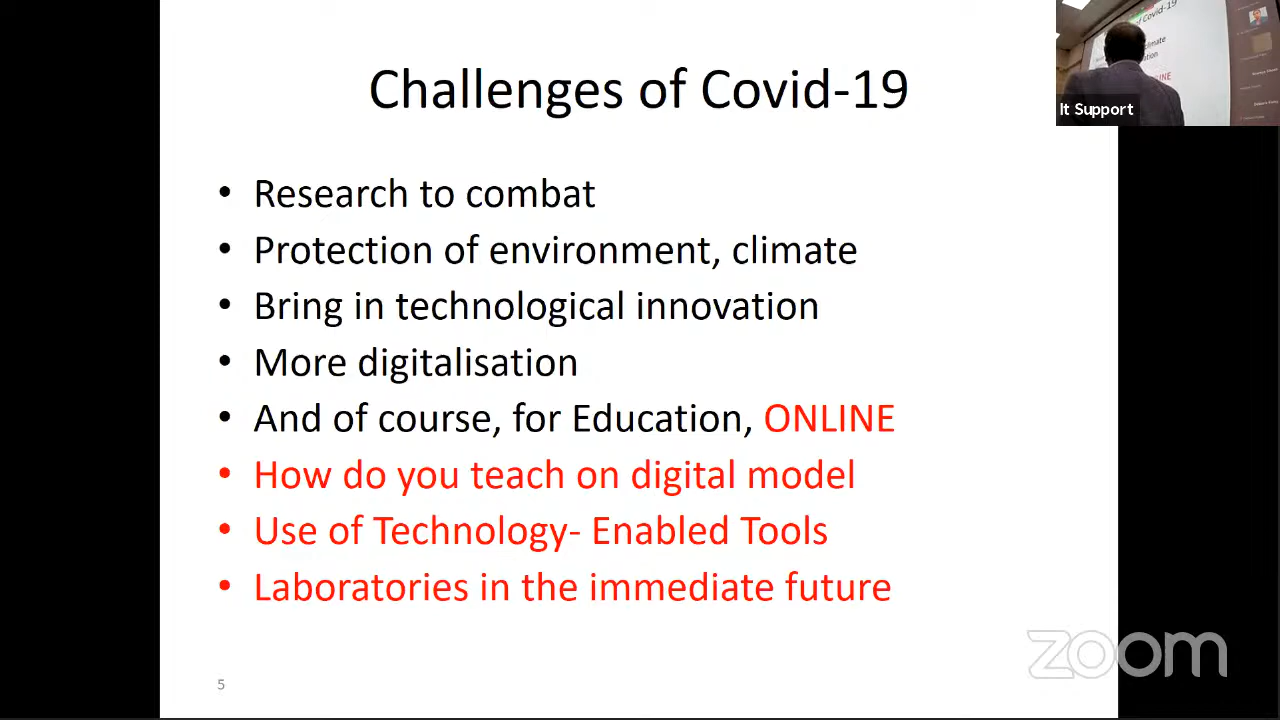 Challenges of Covid-19
It Support
• Research to combat
• Protection of environment, climate
• Bring in technological innovation
• More digitalisation
• And of course, for Education, ONLINE
• How do you teach on digital model
• Use of Technology- Enabled Tools
• Laboratories in the immediate future
zoom
5